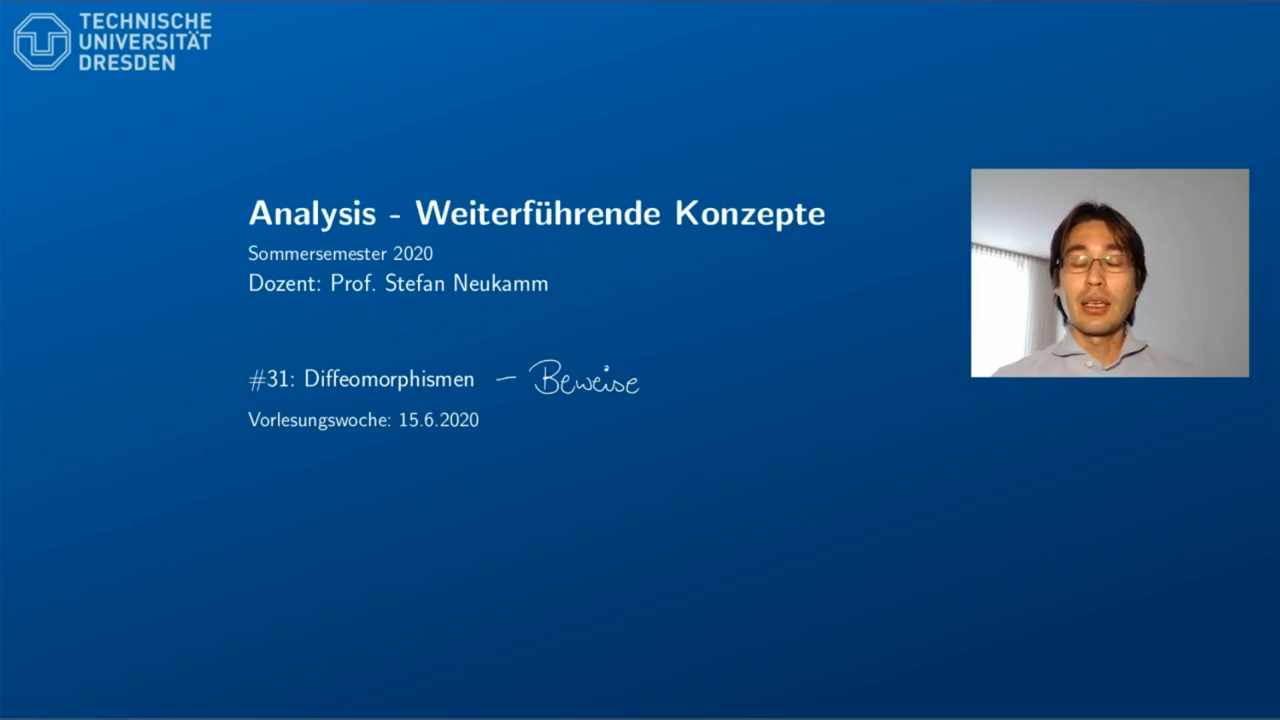 TECHNISCHE
UNIVERSITÄT
DRESDEN
Analysis - Weiterführende Konzepte
Sommersemester 2020
Dozent: Prof. Stefan Neukamm
#31: Diffeomorphismen — Beweise
Vorlesungswoche: 15.6.2020